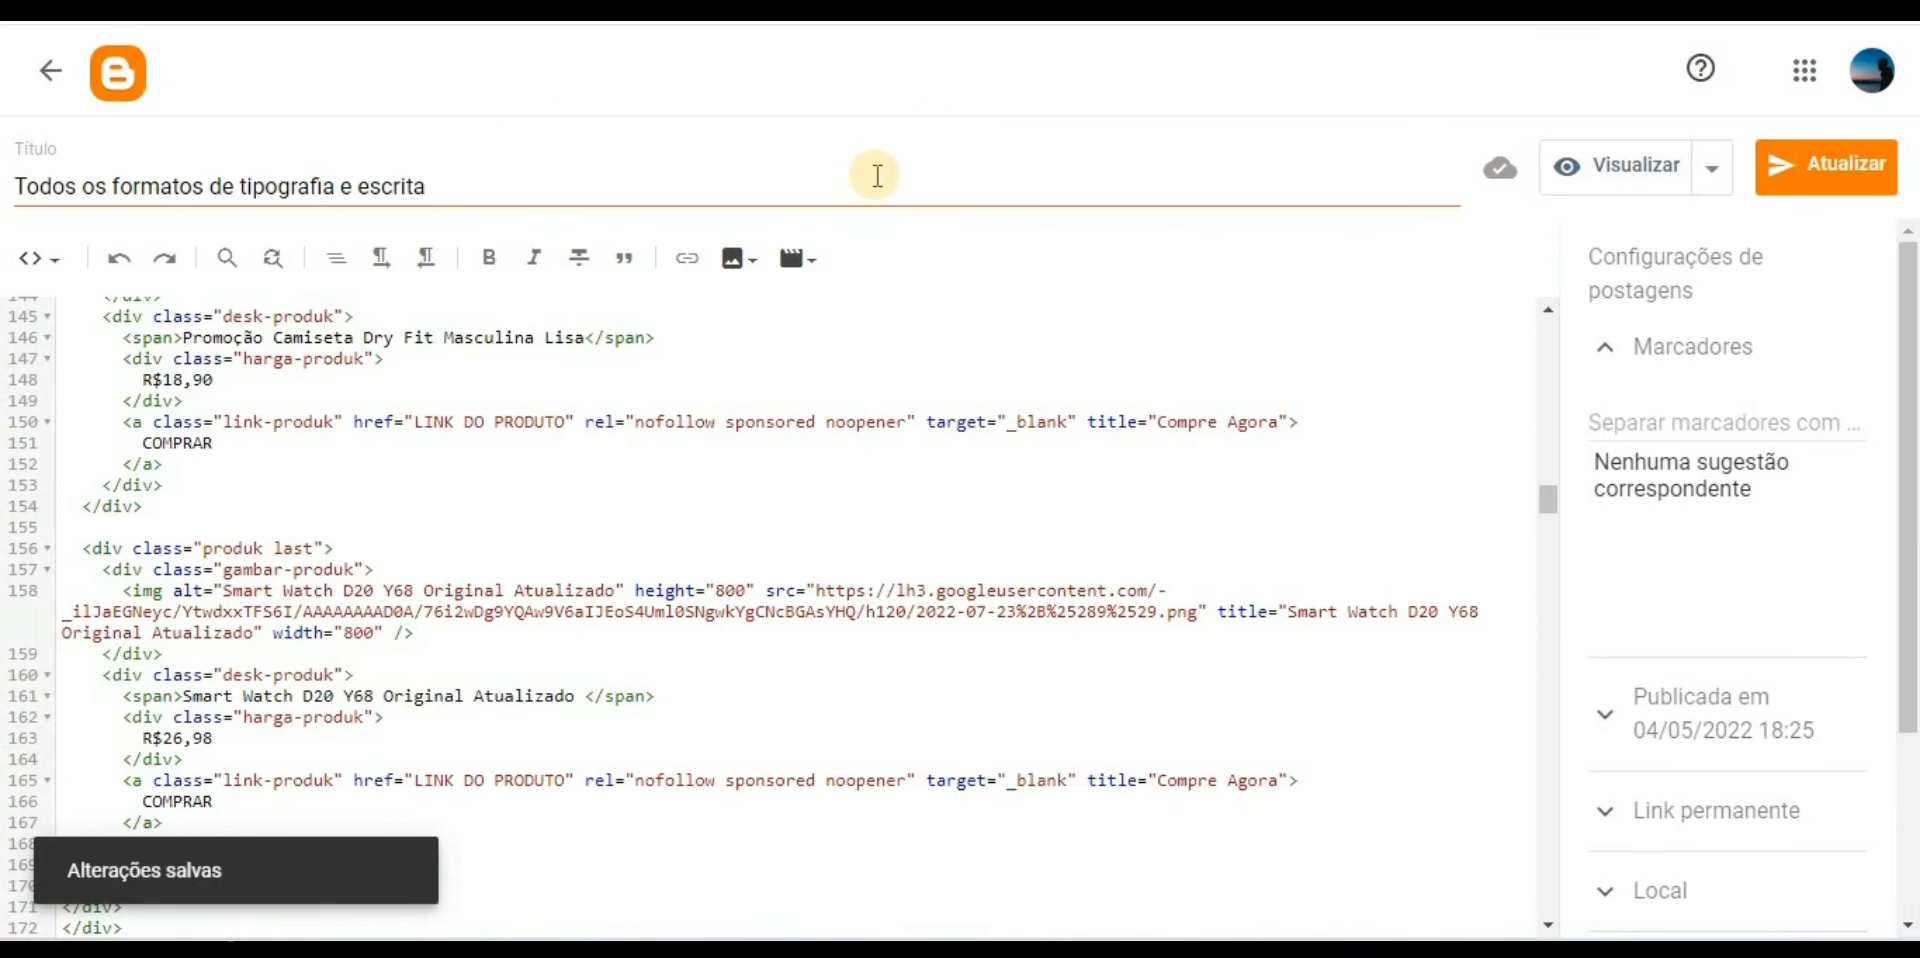 Título
Todos os formatos de tipografia e escrita
Visualizar
Atualizar
145 <div class="desk-produk">
146 <span>Promoção Camiseta Dry Fit Masculina Lisa</span>
147 <div class="harga-produk">
148 R$18,90
149 </div>
150 <a class="link-produk" href="LINK DO PRODUTO" rel="nofollow sponsored noopener" target="_blank" title="Compre Agora">
151 COMPRAR
152 </a>
153 </div>
154 </div>
155
156 <div class="produk last">
157 <div class="gambar-produk">
158 <img alt="Smart Watch D20 Y68 Original Atualizado" height="800" src="https://lh3.googleusercontent.com/-
_ilJaEGNeyc/YtwdxxTFS6I/AAAAAAAAD0A/76i2wDg9YQAw9V6aIJEoS4Uml0SNgwkYgCNcBGAsYHQ/h120/2022-07-23%2B%25289%2529.png" title="Smart Watch D20 Y68
Original Atualizado" width="800" />
159 </div>
160 <div class="desk-produk">
161 <span>Smart Watch D20 Y68 Original Atualizado </span>
162 <div class="harga-produk">
163 R$26,98
164 </div>
165 <a class="link-produk" href="LINK DO PRODUTO" rel="nofollow sponsored noopener" target="_blank" title="Compre Agora">
166 COMPRAR
167 </a>
171 </div>
172 </div>
Alterações salvas
Configurações de
postagens
Marcadores
Separar marcadores com ...
Nenhuma sugestão
correspondente
Publicada em
04/05/2022 18:25
Link permanente
Local